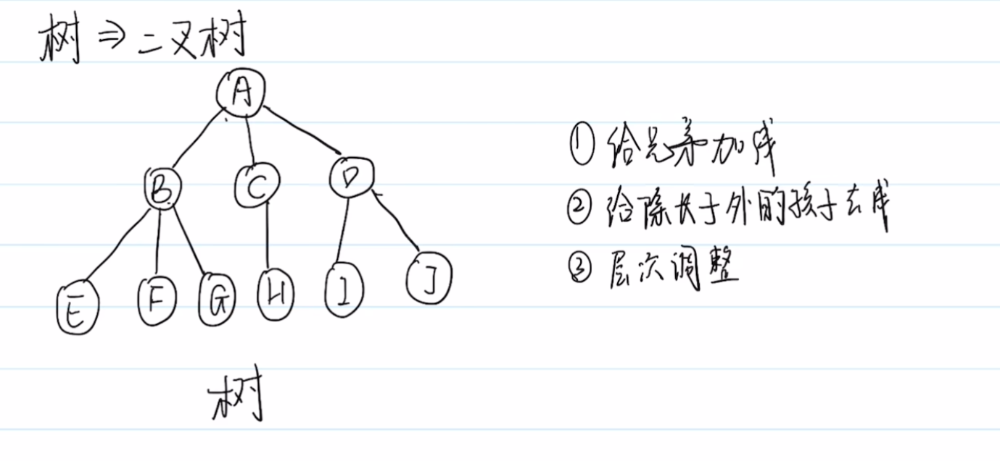 树⇒二叉树
A
B C D
E F G H I J
① 给兄弟加线
② 给除长子外的孩子去线
③ 层次调整
树